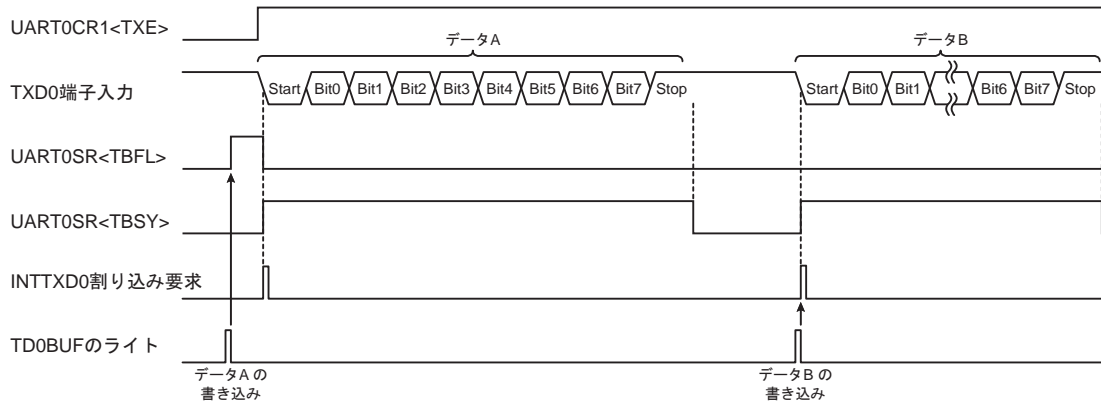 UART0CR1<TXE>
データA
データB
TXD0端子入力
Start Bit0 Bit1 Bit2 Bit3 Bit4 Bit5 Bit6 Bit7 Stop
Start Bit0 Bit1 Bit6 Bit7 Stop
UART0SR<TBFL>
UART0SR<TBSY>
INTTXD0割り込み要求
TD0BUFのライト
データA の
書き込み
データB の
書き込み